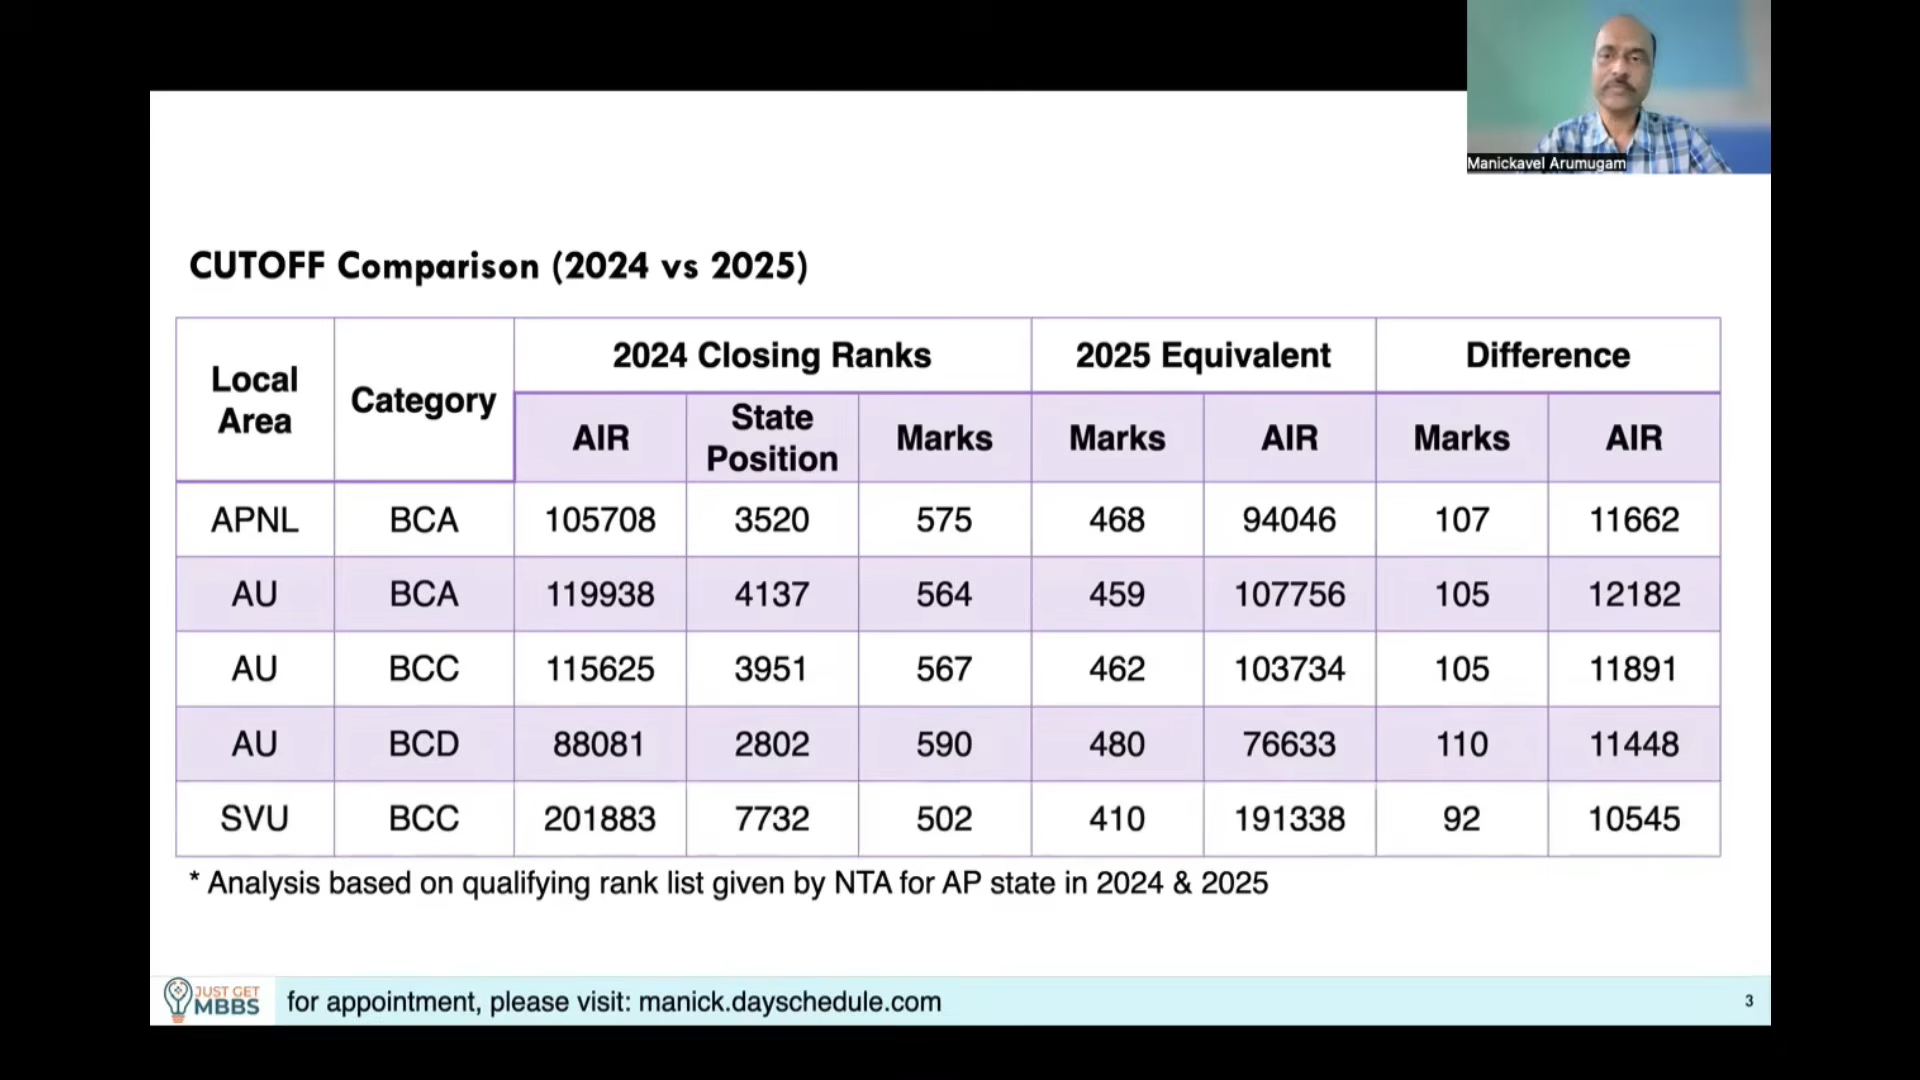 Manickavel Arumugam
CUTOFF Comparison (2024 vs 2025)
Local Area Category 2024 Closing Ranks 2025 Equivalent Difference
AIR State Position Marks Marks AIR Marks AIR
APNL BCA 105708 3520 575 468 94046 107 11662
AU BCA 119938 4137 564 459 107756 105 12182
AU BCC 115625 3951 567 462 103734 105 11891
AU BCD 88081 2802 590 480 76633 110 11448
SVU BCC 201883 7732 502 410 191338 92 10545
* Analysis based on qualifying rank list given by NTA for AP state in 2024 & 2025
JUST GET
MBBS
for appointment, please visit: manick.dayschedule.com
3